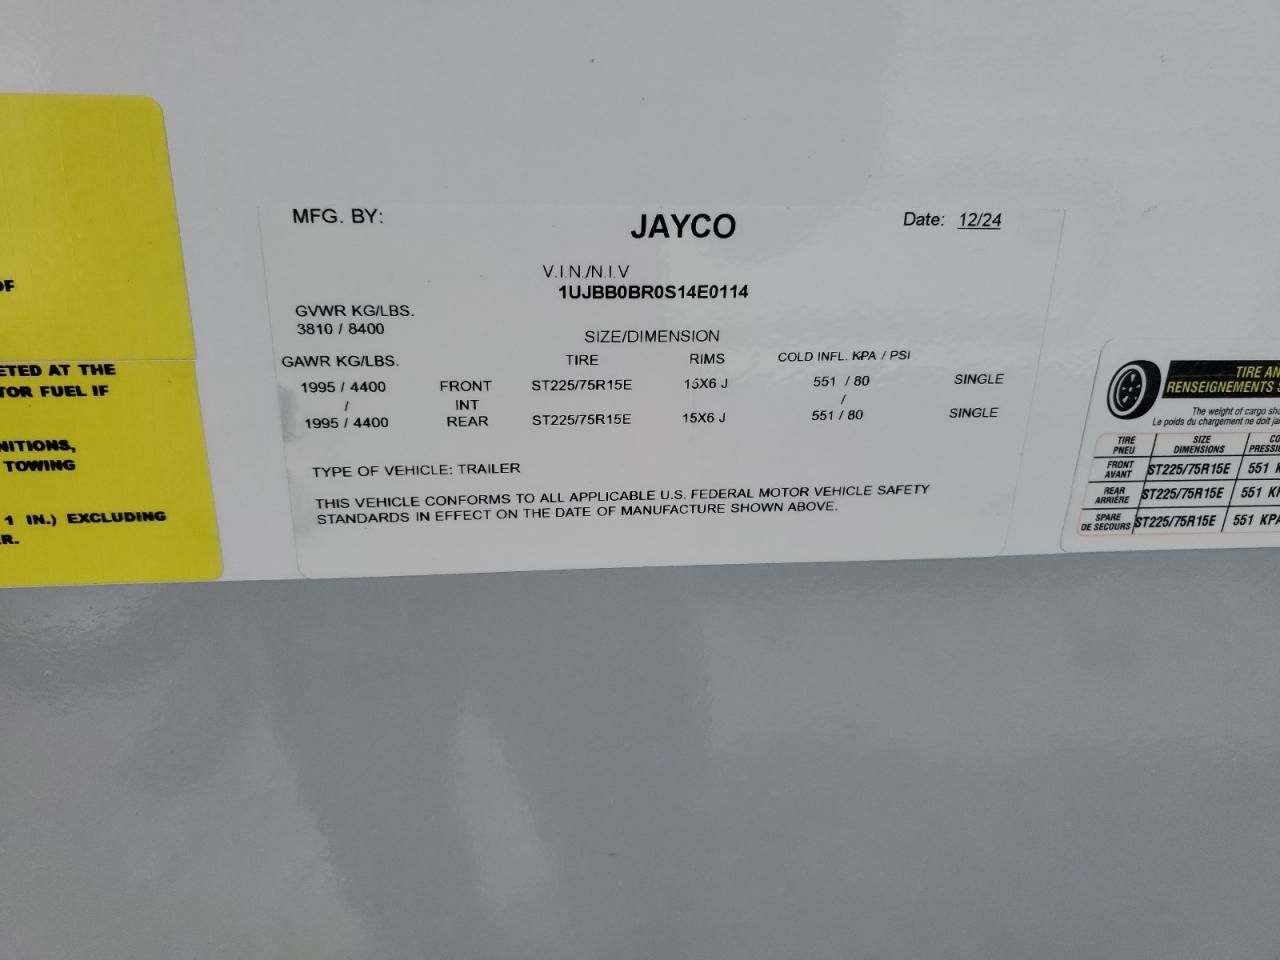 OF
ETED AT THE
TOR FUEL IF
NITIONS,
TOWING
1 IN.) EXCLUDING
R.
MFG. BY: JAYCO Date: 12/24
V.I.N./N.I.V
1UJBB0BR0S14E0114
GVWR KG/LBS.
3810 / 8400
SIZE/DIMENSION
GAWR KG/LBS. TIRE RIMS COLD INFL. KPA / PSI
1995 / 4400 FRONT ST225/75R15E 15X6 J 551 / 80 SINGLE
/ INT /
1995 / 4400 REAR ST225/75R15E 15X6 J 551 / 80 SINGLE
TYPE OF VEHICLE: TRAILER
THIS VEHICLE CONFORMS TO ALL APPLICABLE U.S. FEDERAL MOTOR VEHICLE SAFETY
STANDARDS IN EFFECT ON THE DATE OF MANUFACTURE SHOWN ABOVE.
TIRE AN
RENSEIGNEMENTS S
The weight of cargo sho
Le poids du chargement ne doit ja
TIRE SIZE CO
PNEU DIMENSIONS PRESSI
FRONT
AVANT ST225/75R15E 551 K
REAR
ARRIÈRE ST225/75R15E 551 K
SPARE
DE SECOURS ST225/75R15E 551 KPA